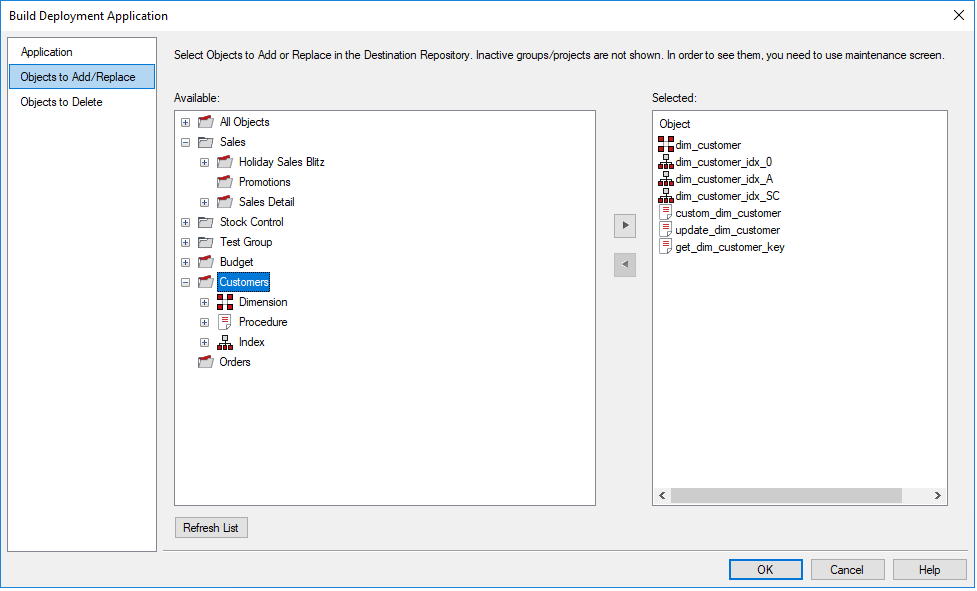 Build Deployment Application
Application
Objects to Add/Replace
Objects to Delete
Select Objects to Add or Replace in the Destination Repository. Inactive groups/projects are not shown. In order to see them, you need to use maintenance screen.
Available:
All Objects
Sales
Holiday Sales Blitz
Promotions
Sales Detail
Stock Control
Test Group
Budget
Customers
Dimension
Procedure
Index
Orders
Refresh List
Selected:
Object
dim_customer
dim_customer_idx_0
dim_customer_idx_A
dim_customer_idx_SC
custom_dim_customer
update_dim_customer
get_dim_customer_key
OK
Cancel
Help